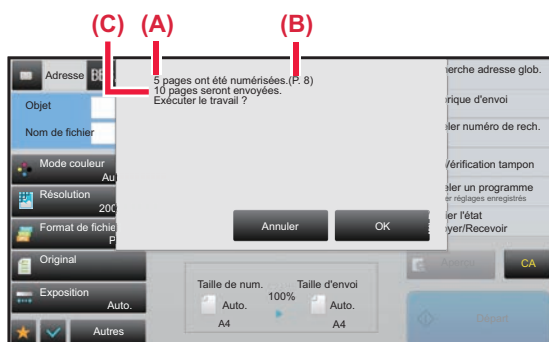 (C) (A) (B)
Adresse
5 pages ont été numérisées.(P. 8)
10 pages seront envoyées.
Exécuter le travail ?
erche adresse glob.
Objet
rique d'envoi
Nom de fichier
ler numéro de rech.
Mode couleur
Au
Vérification tampon
Résolution
200
eler un programme
er réglages enregistrés
Format de fichie
P
Annuler
OK
er l'état
oyer/Recevoir
Original
CA
Exposition
Auto.
Taille de num.
100%
Taille d'envoi
Auto.
Auto.
A4
A4
Autres
Départ